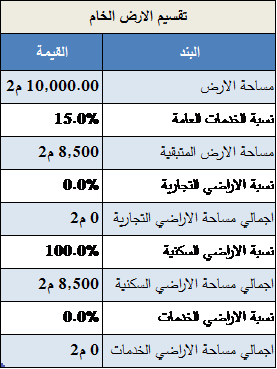 تقسيم الارض الخام
البند القيمة
مساحة الارض 10,000.00 م2
نسبة الخدمات العامة 15.0%
مساحة الارض المتبقية 8,500 م2
نسبة الاراضي التجارية 0.0%
اجمالي مساحة الاراضي التجارية 0 م2
نسبة الاراضي السكنية 100.0%
اجمالي مساحة الاراضي السكنية 8,500 م2
نسبة الاراضي الخدمات 0.0%
اجمالي مساحة الاراضي الخدمات 0 م2